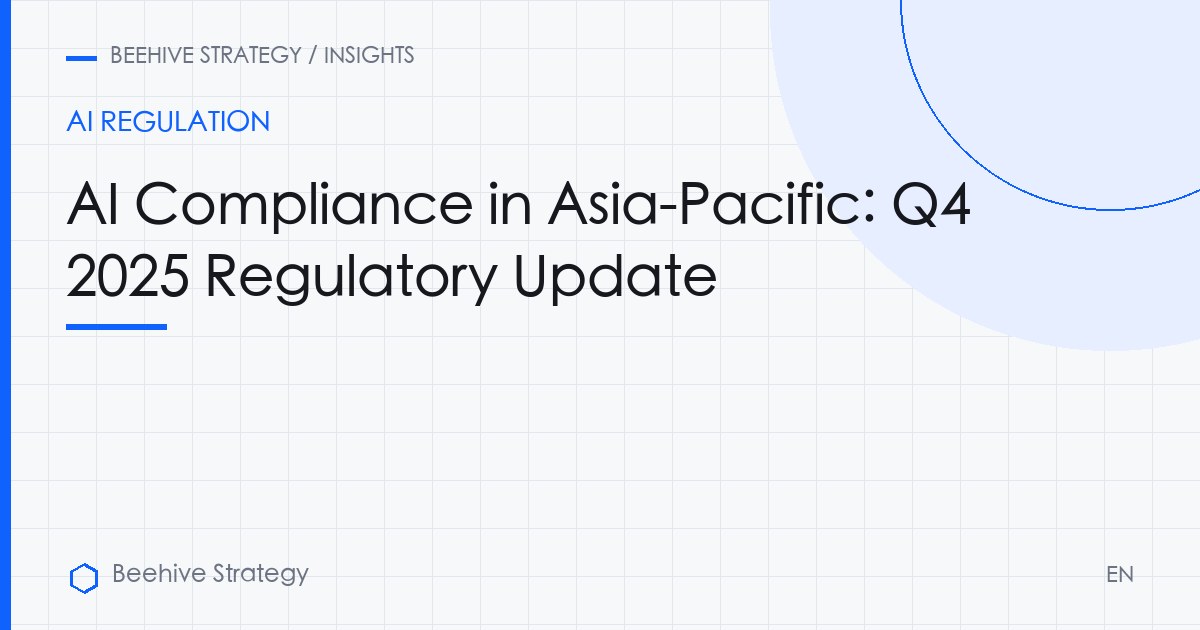 BEEHIVE STRATEGY / INSIGHTS
AI REGULATION
AI Compliance in Asia-Pacific: Q4
2025 Regulatory Update
Beehive Strategy
EN